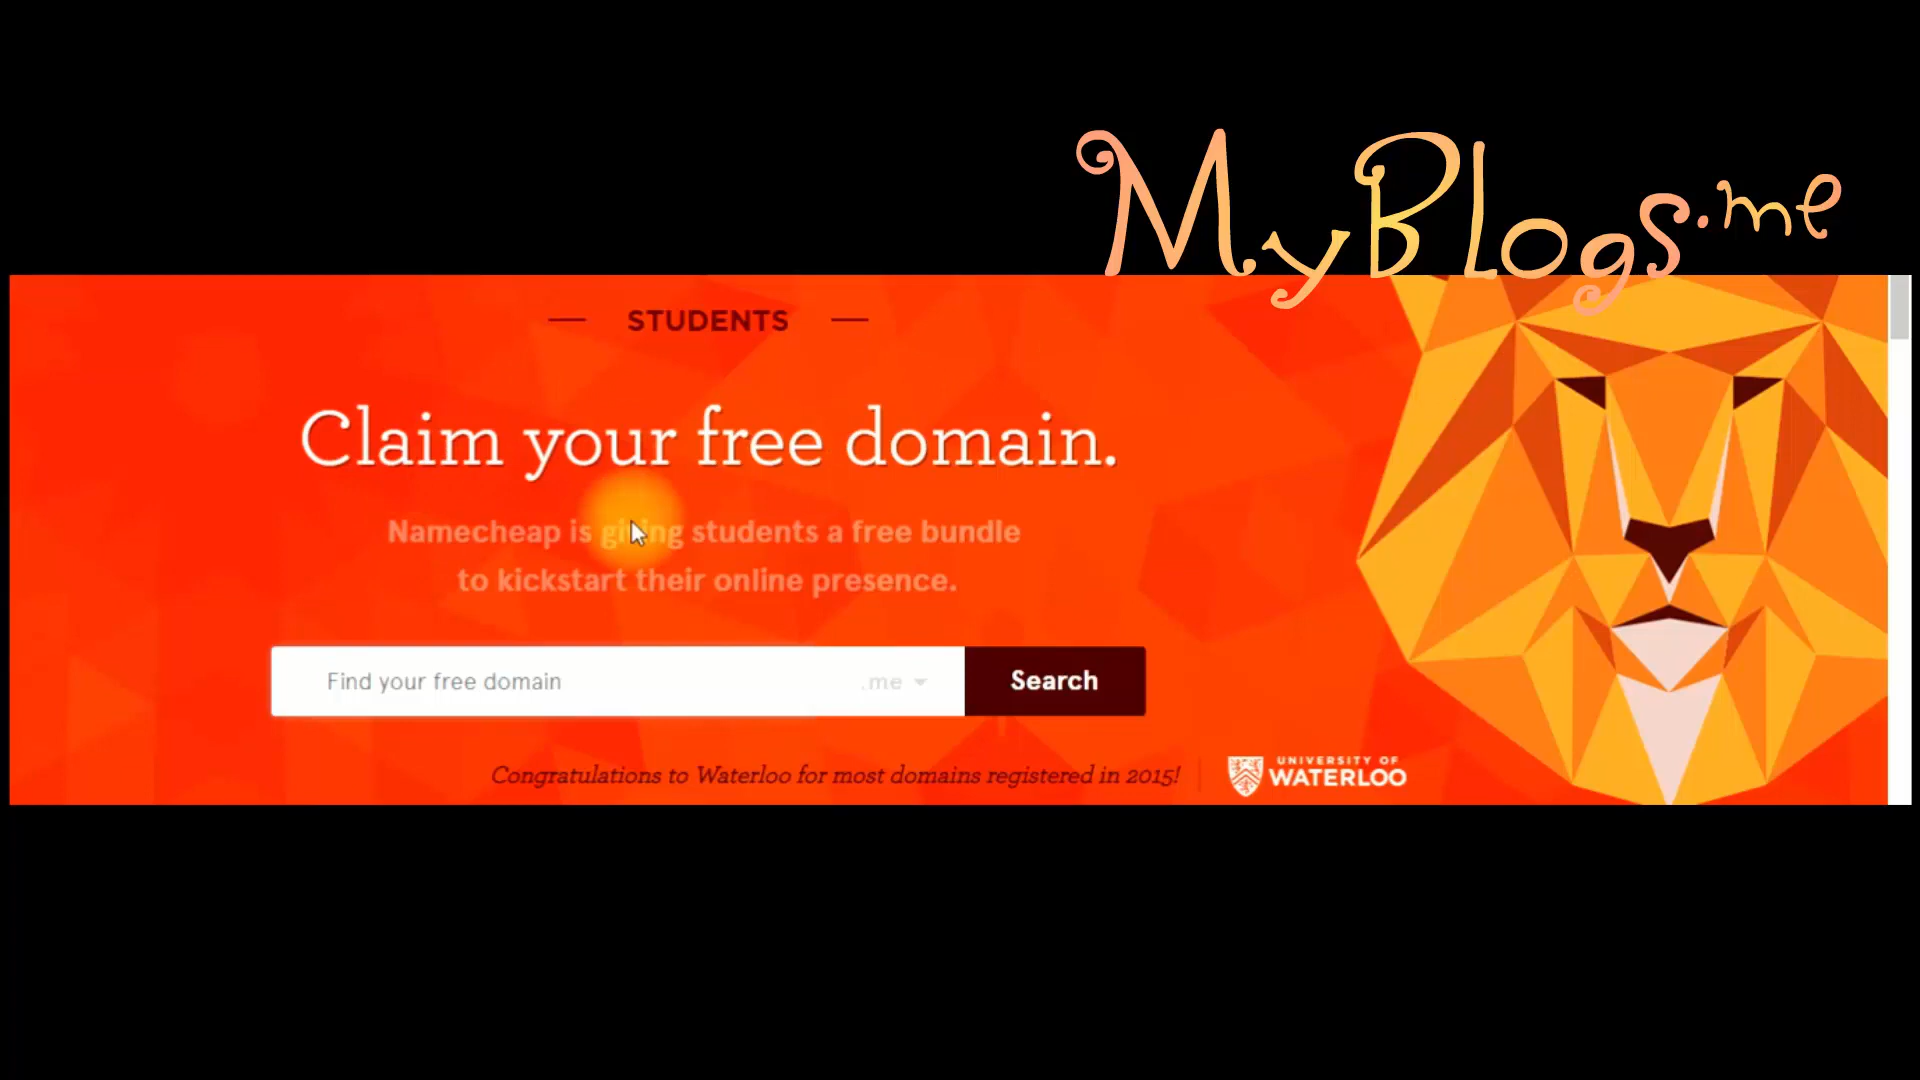 MyBlogs.me
STUDENTS
Claim your free domain.
Namecheap is giving students a free bundle
to kickstart their online presence.
Find your free domain .me Search
Congratulations to Waterloo for most domains registered in 2015!
UNIVERSITY OF
WATERLOO